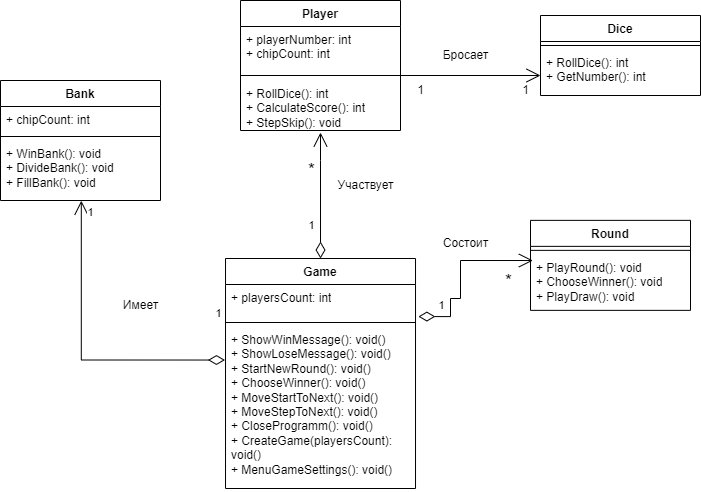 Player
+ playerNumber: int
+ chipCount: int
+ RollDice(): int
+ CalculateScore(): int
+ StepSkip(): void
Бросает
1
1
Dice
+ RollDice(): int
+ GetNumber(): int
Bank
+ chipCount: int
+ WinBank(): void
+ DivideBank(): void
+ FillBank(): void
1
*
Участвует
1
Состоит
Round
+ PlayRound(): void
+ ChooseWinner(): void
+ PlayDraw(): void
*
1
Имеет
1
Game
+ playersCount: int
+ ShowWinMessage(): void()
+ ShowLoseMessage(): void()
+ StartNewRound(): void()
+ ChooseWinner(): void()
+ MoveStartToNext(): void()
+ MoveStepToNext(): void()
+ CloseProgramm(): void()
+ CreateGame(playersCount):
void()
+ MenuGameSettings(): void()